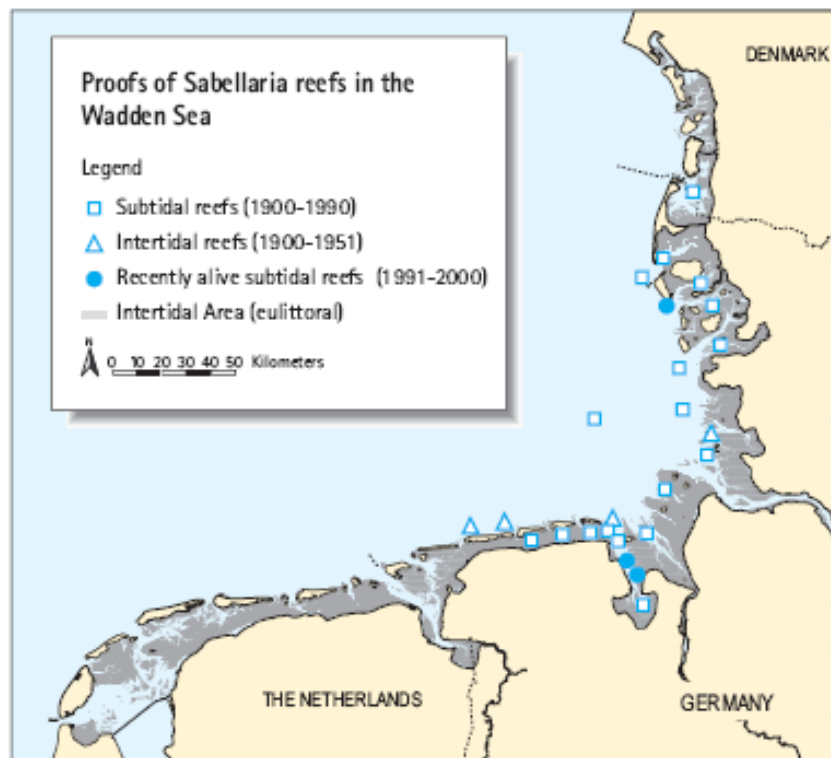 DENMARK
Proofs of Sabellaria reefs in the
Wadden Sea
Legend
Subtidal reefs (1900-1990)
Intertidal reefs (1900-1951)
Recently alive subtidal reefs (1991-2000)
Intertidal Area (eulittoral)
N
0 10 20 30 40 50 Kilometers
THE NETHERLANDS
GERMANY